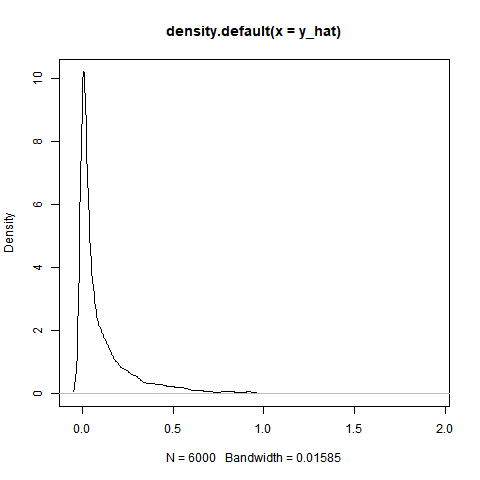 density.default(x = y_hat)
Density
0 2 4 6 8 10
0.0 0.5 1.0 1.5 2.0
N = 6000 Bandwidth = 0.01585